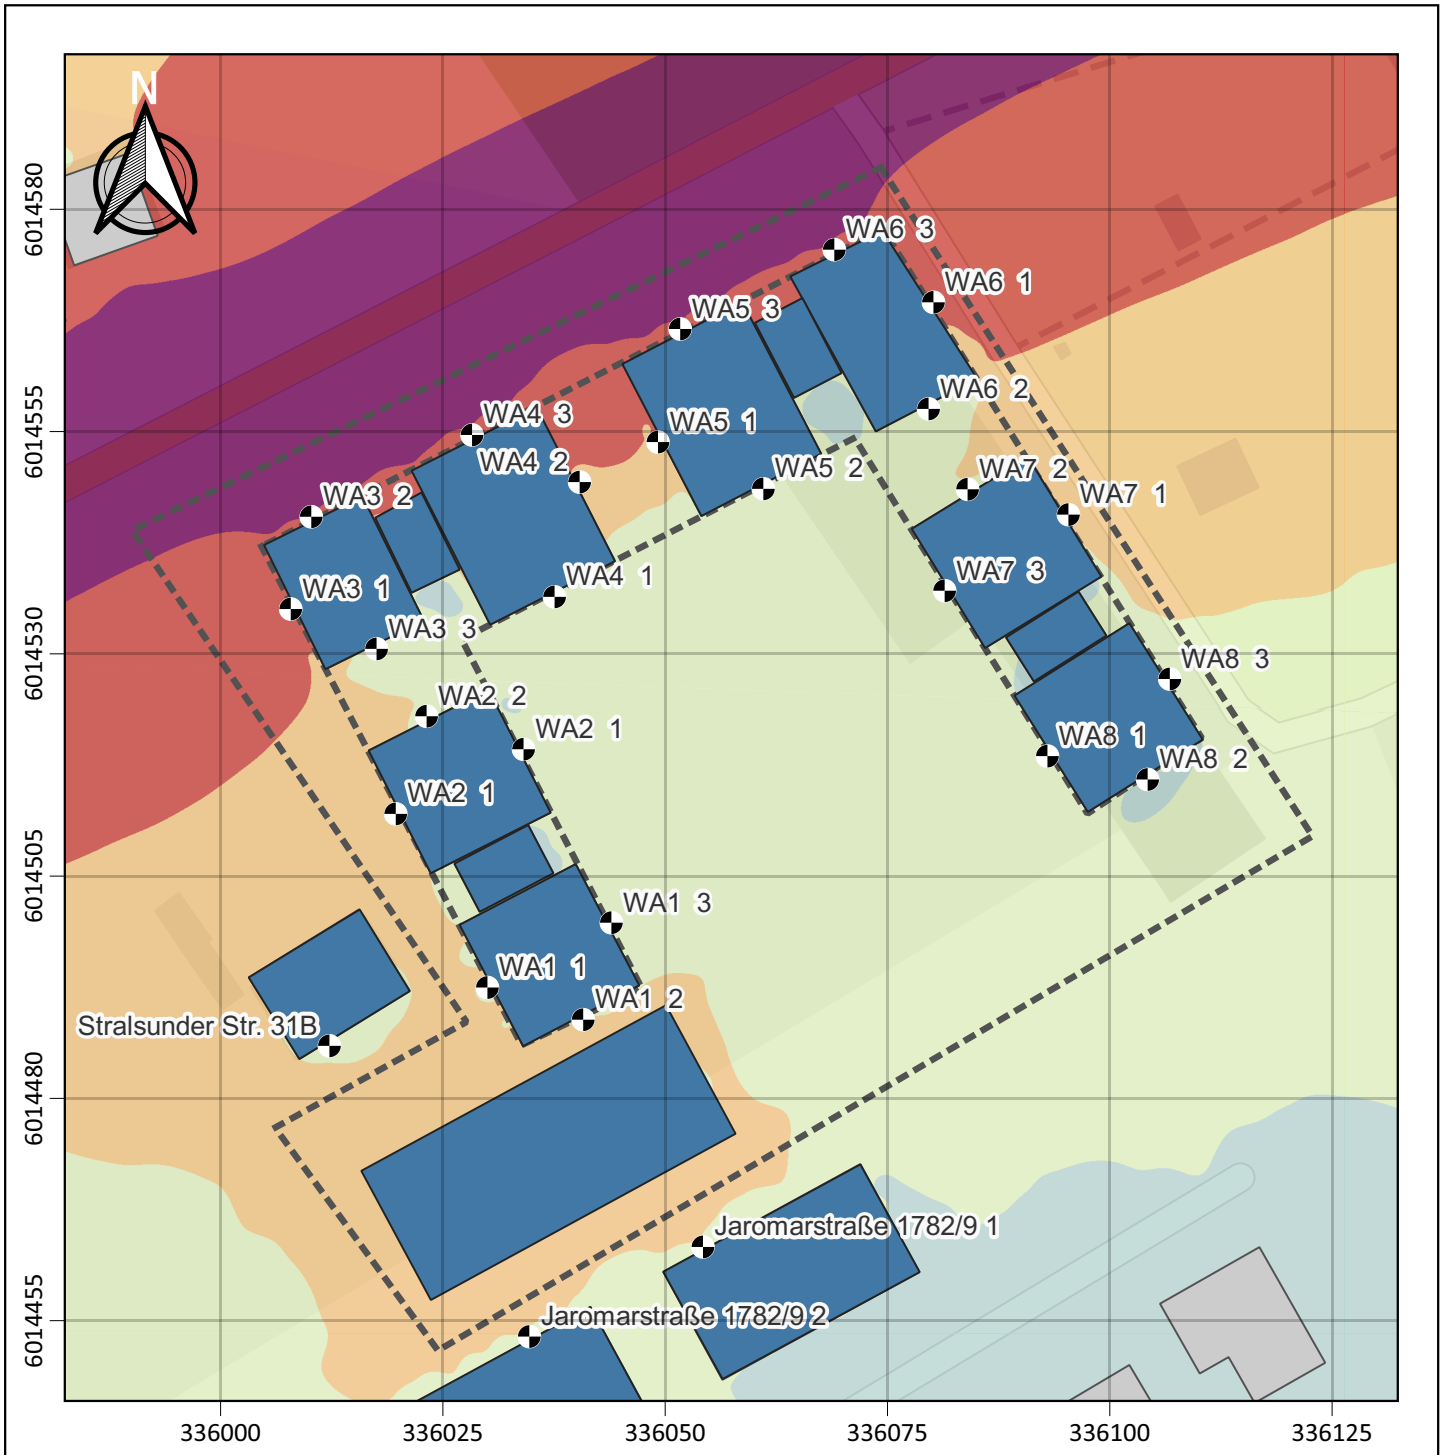 N
6014580
6014555
6014530
6014505
6014480
6014455
WA6 3
WA6 1
WA5 3
WA6 2
WA4 3
WA5 1
WA4 2
WA5 2
WA7 2
WA3 2
WA7 1
WA7 3
WA4 1
WA3 1
WA3 3
WA8 3
WA2 2
WA2 1
WA8 1
WA8 2
WA2 1
WA1 3
WA1 1
WA1 2
Stralsunder Str. 31B
Jaromarstraße 1782/9 1
Jaromarstraße 1782/9 2
336000
336025
336050
336075
336100
336125